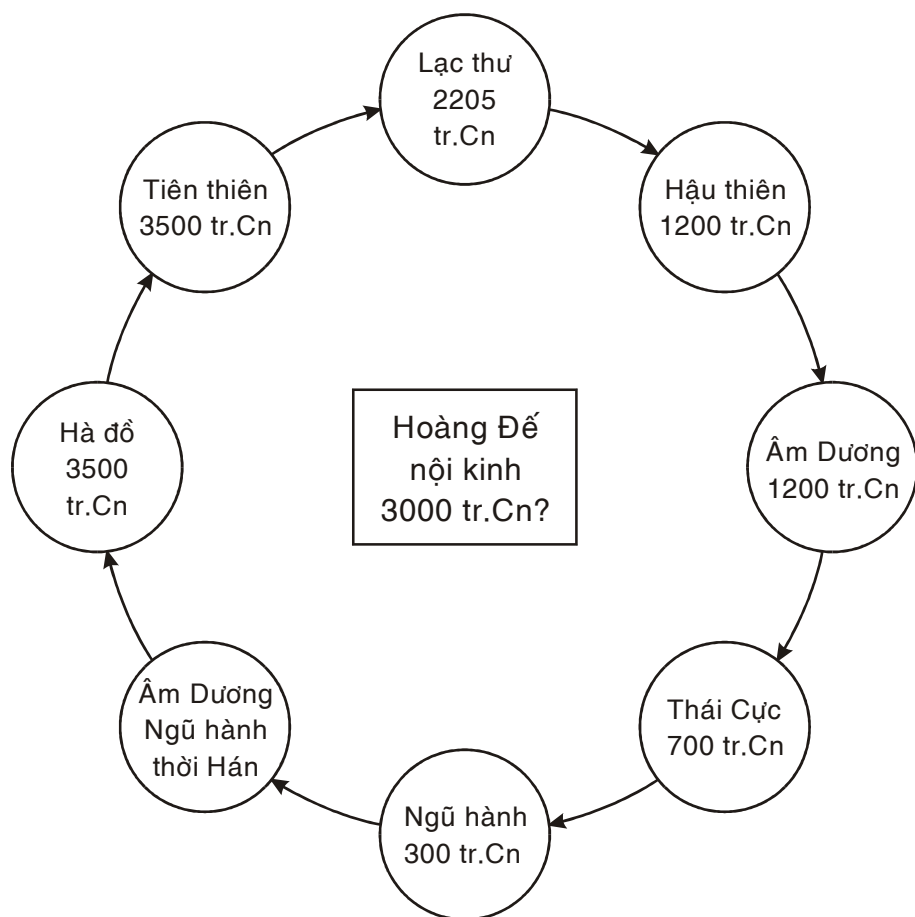 Lạc thư
2205
tr.Cn
Tiên thiên
3500 tr.Cn
Hậu thiên
1200 tr.Cn
Hà đồ
3500
tr.Cn
Hoàng Đế
nội kinh
3000 tr.Cn?
Âm Dương
1200 tr.Cn
Âm Dương
Ngũ hành
thời Hán
Thái Cực
700 tr.Cn
Ngũ hành
300 tr.Cn